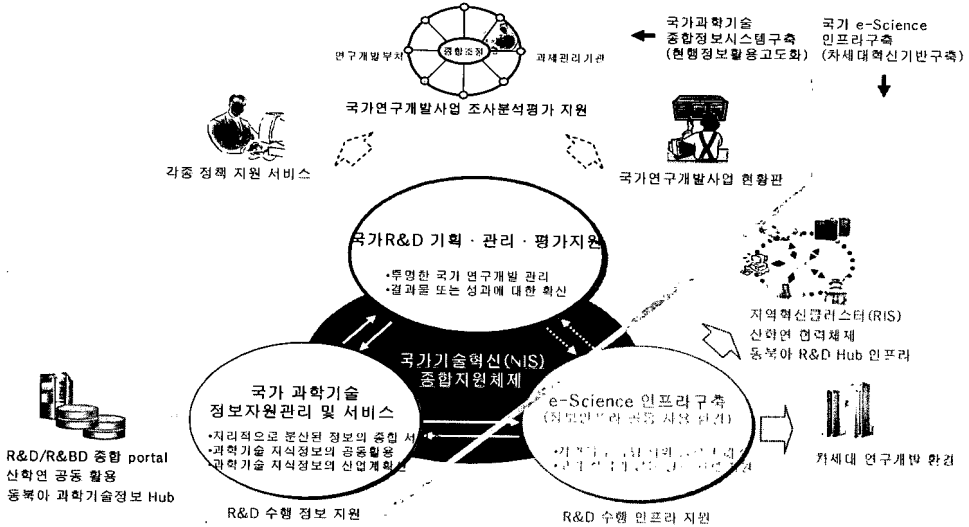 연구개발부처
종합조정
과제관리기관
국가연구개발사업 조사분석평가 지원
국가과학기술
종합정보시스템구축
(현행정보활용고도화)
국가 e-Science
인프라구축
(차세대혁신기반구축)
각종 정책 지원 서비스
국가연구개발사업 현황판
국가R&D 기획 · 관리 · 평가지원
•투명한 국가 연구개발 관리
•결과물 또는 성과에 대한 확신
지역혁신클러스터(RIS)
산학연 협력체제
동북아 R&D Hub 인프라
국가기술혁신(NIS)
종합지원체제
국가 과학기술
정보자원관리 및 서비스
•지리적으로 분산된 정보의 종합 서
•과학기술 지식정보의 공동활용
•과학기술 지식정보의 산업계확
e-Science 인프라구축
R&D/R&BD 종합 portal
산학연 공동 활용
동북아 과학기술정보 Hub
차세대 연구개발 환경
R&D 수행 정보 지원
R&D 수행 인프라 지원